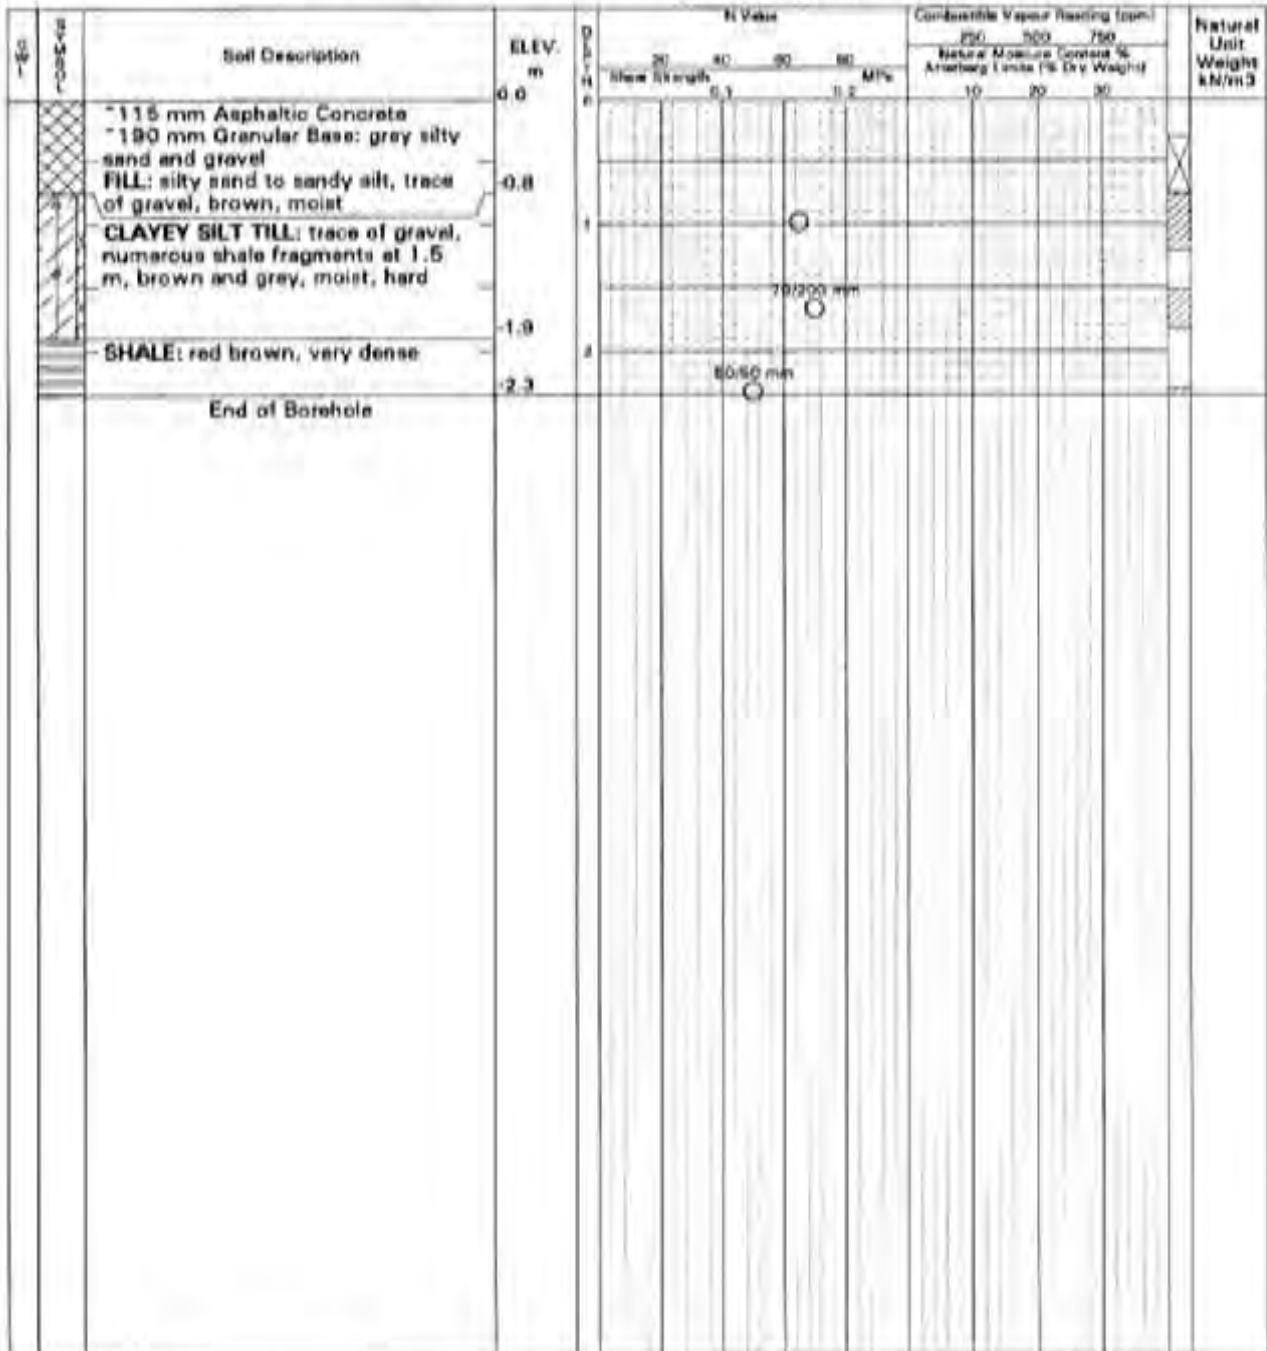 GWL
SYMBOL
Soil Description
ELEV.
m
0.0
DEPTH
N Value
20 40 60 80
Shear Strength MPa
0.1 0.2
Combustible Vapour Reading (ppm)
250 500 750
Natural Moisture Content %
Atterberg Limits (% Dry Weight)
10 20 30
Natural
Unit
Weight
kN/m3
~115 mm Asphaltic Concrete
~190 mm Granular Base: grey silty
sand and gravel
FILL: silty sand to sandy silt, trace
of gravel, brown, moist
-0.8
CLAYEY SILT TILL: trace of gravel,
numerous shale fragments at 1.5
m, brown and grey, moist, hard
-1.9
SHALE: red brown, very dense
-2.3
End of Borehole
0
1
2
70/200 mm
mm